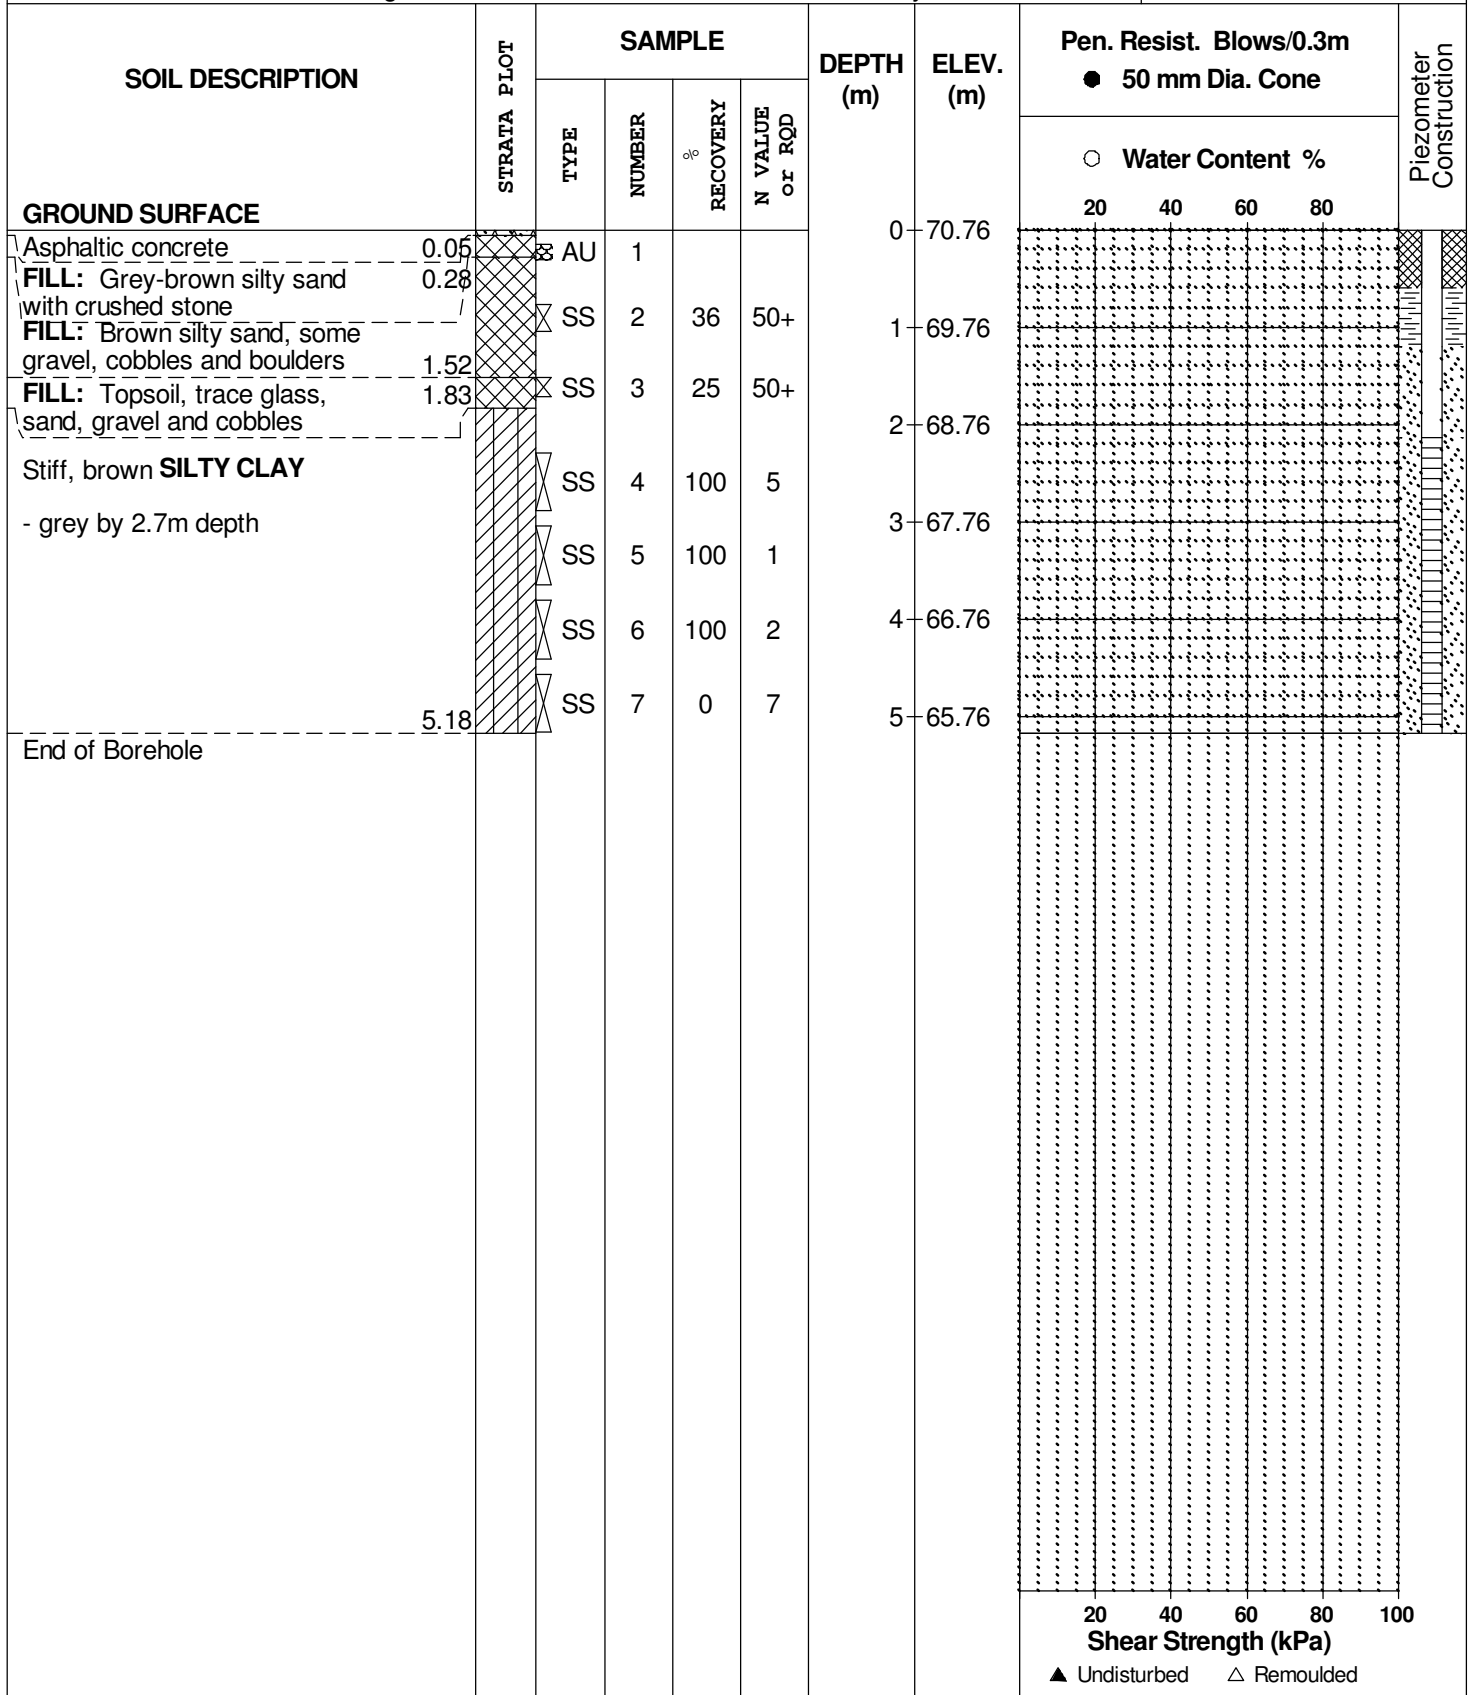 SOIL DESCRIPTION
STRATA PLOT
SAMPLE
TYPE
NUMBER
% RECOVERY
N VALUE or RQD
DEPTH (m)
ELEV. (m)
Pen. Resist. Blows/0.3m
● 50 mm Dia. Cone
○ Water Content %
20 40 60 80
Piezometer Construction
GROUND SURFACE
0 70.76
Asphaltic concrete 0.05
AU 1
FILL: Grey-brown silty sand 0.28
with crushed stone
SS 2 36 50+
1 69.76
FILL: Brown silty sand, some
gravel, cobbles and boulders 1.52
FILL: Topsoil, trace glass, 1.83
SS 3 25 50+
sand, gravel and cobbles
2 68.76
Stiff, brown SILTY CLAY
SS 4 100 5
- grey by 2.7m depth
3 67.76
SS 5 100 1
4 66.76
SS 6 100 2
SS 7 0 7
5.18
5 65.76
End of Borehole
20 40 60 80 100
Shear Strength (kPa)
▲ Undisturbed △ Remoulded